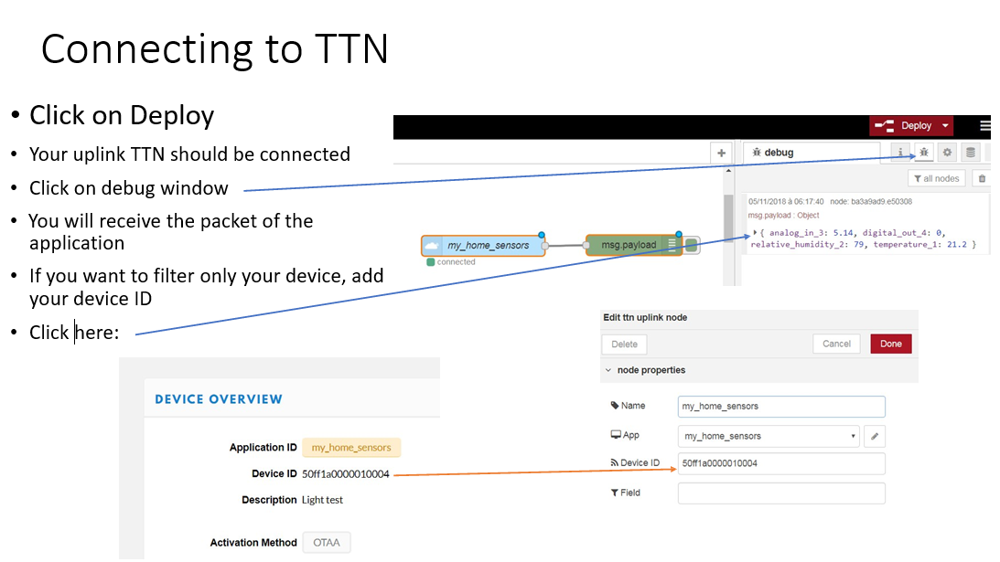 Connecting to TTN
• Click on Deploy
• Your uplink TTN should be connected
• Click on debug window
• You will receive the packet of the
application
• If you want to filter only your device, add
your device ID
• Click here:
Deploy
debug
i
all nodes
05/11/2018 à 06:17:40 node: ba3a9ad9.e50308
msg.payload : Object
{ analog_in_3: 5.14, digital_out_4: 0,
relative_humidity_2: 79, temperature_1: 21.2 }
my_home_sensors
msg.payload
connected
Edit ttn uplink node
Delete
Cancel
Done
node properties
Name
my_home_sensors
App
my_home_sensors
Device ID
50ff1a0000010004
Field
DEVICE OVERVIEW
Application ID my_home_sensors
Device ID 50ff1a0000010004
Description Light test
Activation Method OTAA